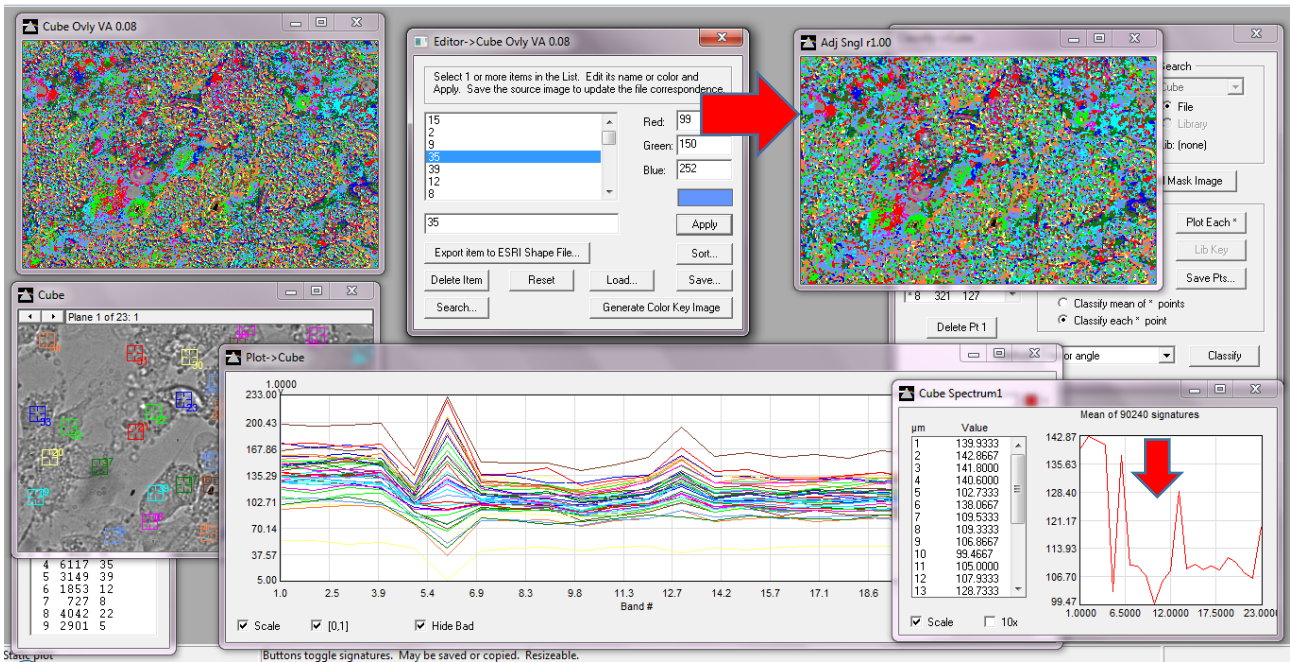 Cube Ovly VA 0.08
Editor->Cube Ovly VA 0.08
Select 1 or more items in the List. Edit its name or color and
Apply. Save the source image to update the file correspondence
15
2
9
35
39
12
8
Red: 99
Green: 150
Blue: 252
35
Apply
Export item to ESRI Shape File...
Sort...
Delete Item
Reset
Load...
Save...
Search...
Generate Color Key Image
Adj Sngl r1.00
Cube
File
Library
(none)
Mask Image
Plot Each *
Lib Key
Save Pts...
* 8 321 127
Classify mean of * points
Classify each * point
Delete Pt 1
or angle
Classify
Cube
Plane 1 of 23: 1
4 6117 35
5 3149 39
6 1853 12
7 727 8
8 4042 22
9 2901 5
Plot->Cube
1.0000
233.00
200.43
167.86
135.29
102.71
70.14
37.57
5.00
1.0 2.5 3.9 5.4 6.9 8.3 9.8 11.3 12.7 14.2 15.7 17.1 18.6
Band #
Scale
[0,1]
Hide Bad
Cube Spectrum1
Mean of 90240 signatures
µm Value
1 139.9333
2 142.8667
3 141.8000
4 140.6000
5 102.7333
6 138.0667
7 109.5333
8 109.3333
9 106.8667
10 99.4667
11 105.0000
12 107.9333
13 128.7333
142.87
135.63
128.40
121.17
113.93
106.70
99.47
1.0000 6.5000 12.0000 17.5000 23.000
Scale
10x
Static plot
Buttons toggle signatures. May be saved or copied. Resizeable.